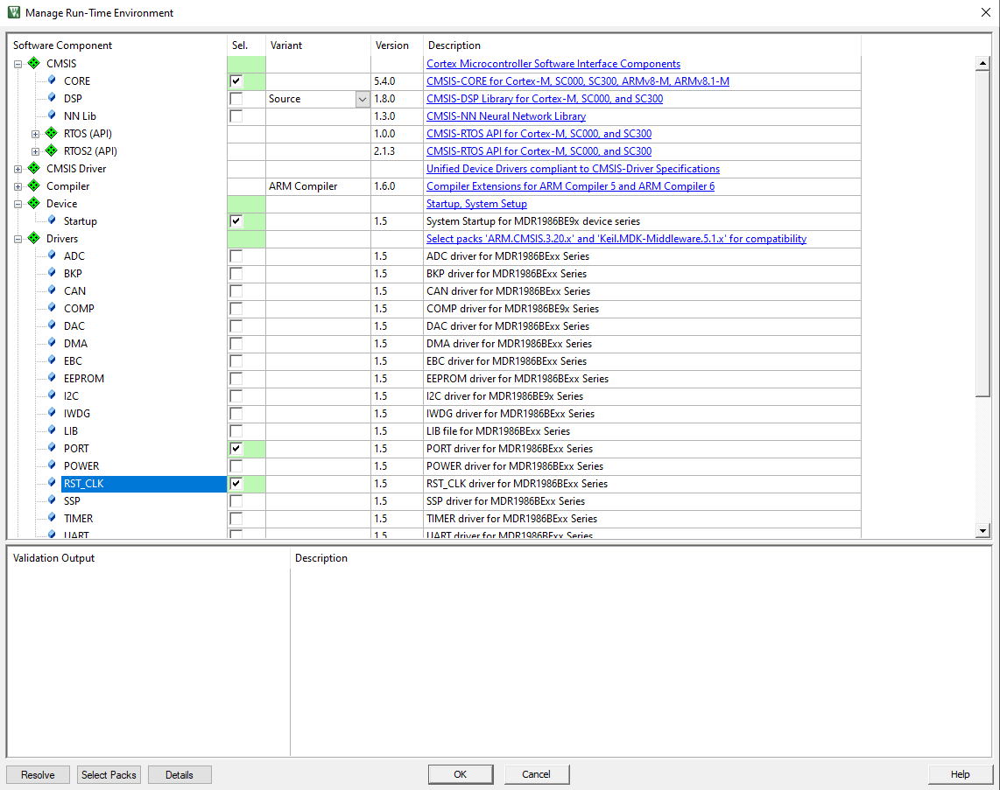 Manage Run-Time Environment
Software Component Sel. Variant Version Description
CMSIS Cortex Microcontroller Software Interface Components
CORE 5.4.0 CMSIS-CORE for Cortex-M, SC000, SC300, ARMv8-M, ARMv8.1-M
DSP Source 1.8.0 CMSIS-DSP Library for Cortex-M, SC000, and SC300
NN Lib 1.3.0 CMSIS-NN Neural Network Library
RTOS (API) 1.0.0 CMSIS-RTOS API for Cortex-M, SC000, and SC300
RTOS2 (API) 2.1.3 CMSIS-RTOS API for Cortex-M, SC000, and SC300
CMSIS Driver Unified Device Drivers compliant to CMSIS-Driver Specifications
Compiler ARM Compiler 1.6.0 Compiler Extensions for ARM Compiler 5 and ARM Compiler 6
Device Startup, System Setup
Startup 1.5 System Startup for MDR1986BE9x device series
Drivers Select packs 'ARM.CMSIS.3.20.x' and 'Keil.MDK-Middleware.5.1.x' for compatibility
ADC 1.5 ADC driver for MDR1986BExx Series
BKP 1.5 BKP driver for MDR1986BExx Series
CAN 1.5 CAN driver for MDR1986BExx Series
COMP 1.5 COMP driver for MDR1986BE9x Series
DAC 1.5 DAC driver for MDR1986BExx Series
DMA 1.5 DMA driver for MDR1986BExx Series
EBC 1.5 EBC driver for MDR1986BExx Series
EEPROM 1.5 EEPROM driver for MDR1986BExx Series
I2C 1.5 I2C driver for MDR1986BE9x Series
IWDG 1.5 IWDG driver for MDR1986BExx Series
LIB 1.5 LIB file for MDR1986BExx Series
PORT 1.5 PORT driver for MDR1986BExx Series
POWER 1.5 POWER driver for MDR1986BExx Series
RST_CLK 1.5 RST_CLK driver for MDR1986BExx Series
SSP 1.5 SSP driver for MDR1986BExx Series
TIMER 1.5 TIMER driver for MDR1986BExx Series
UART 1.5 UART driver for MDR1986BExx Series
Validation Output Description
Resolve Select Packs Details OK Cancel Help